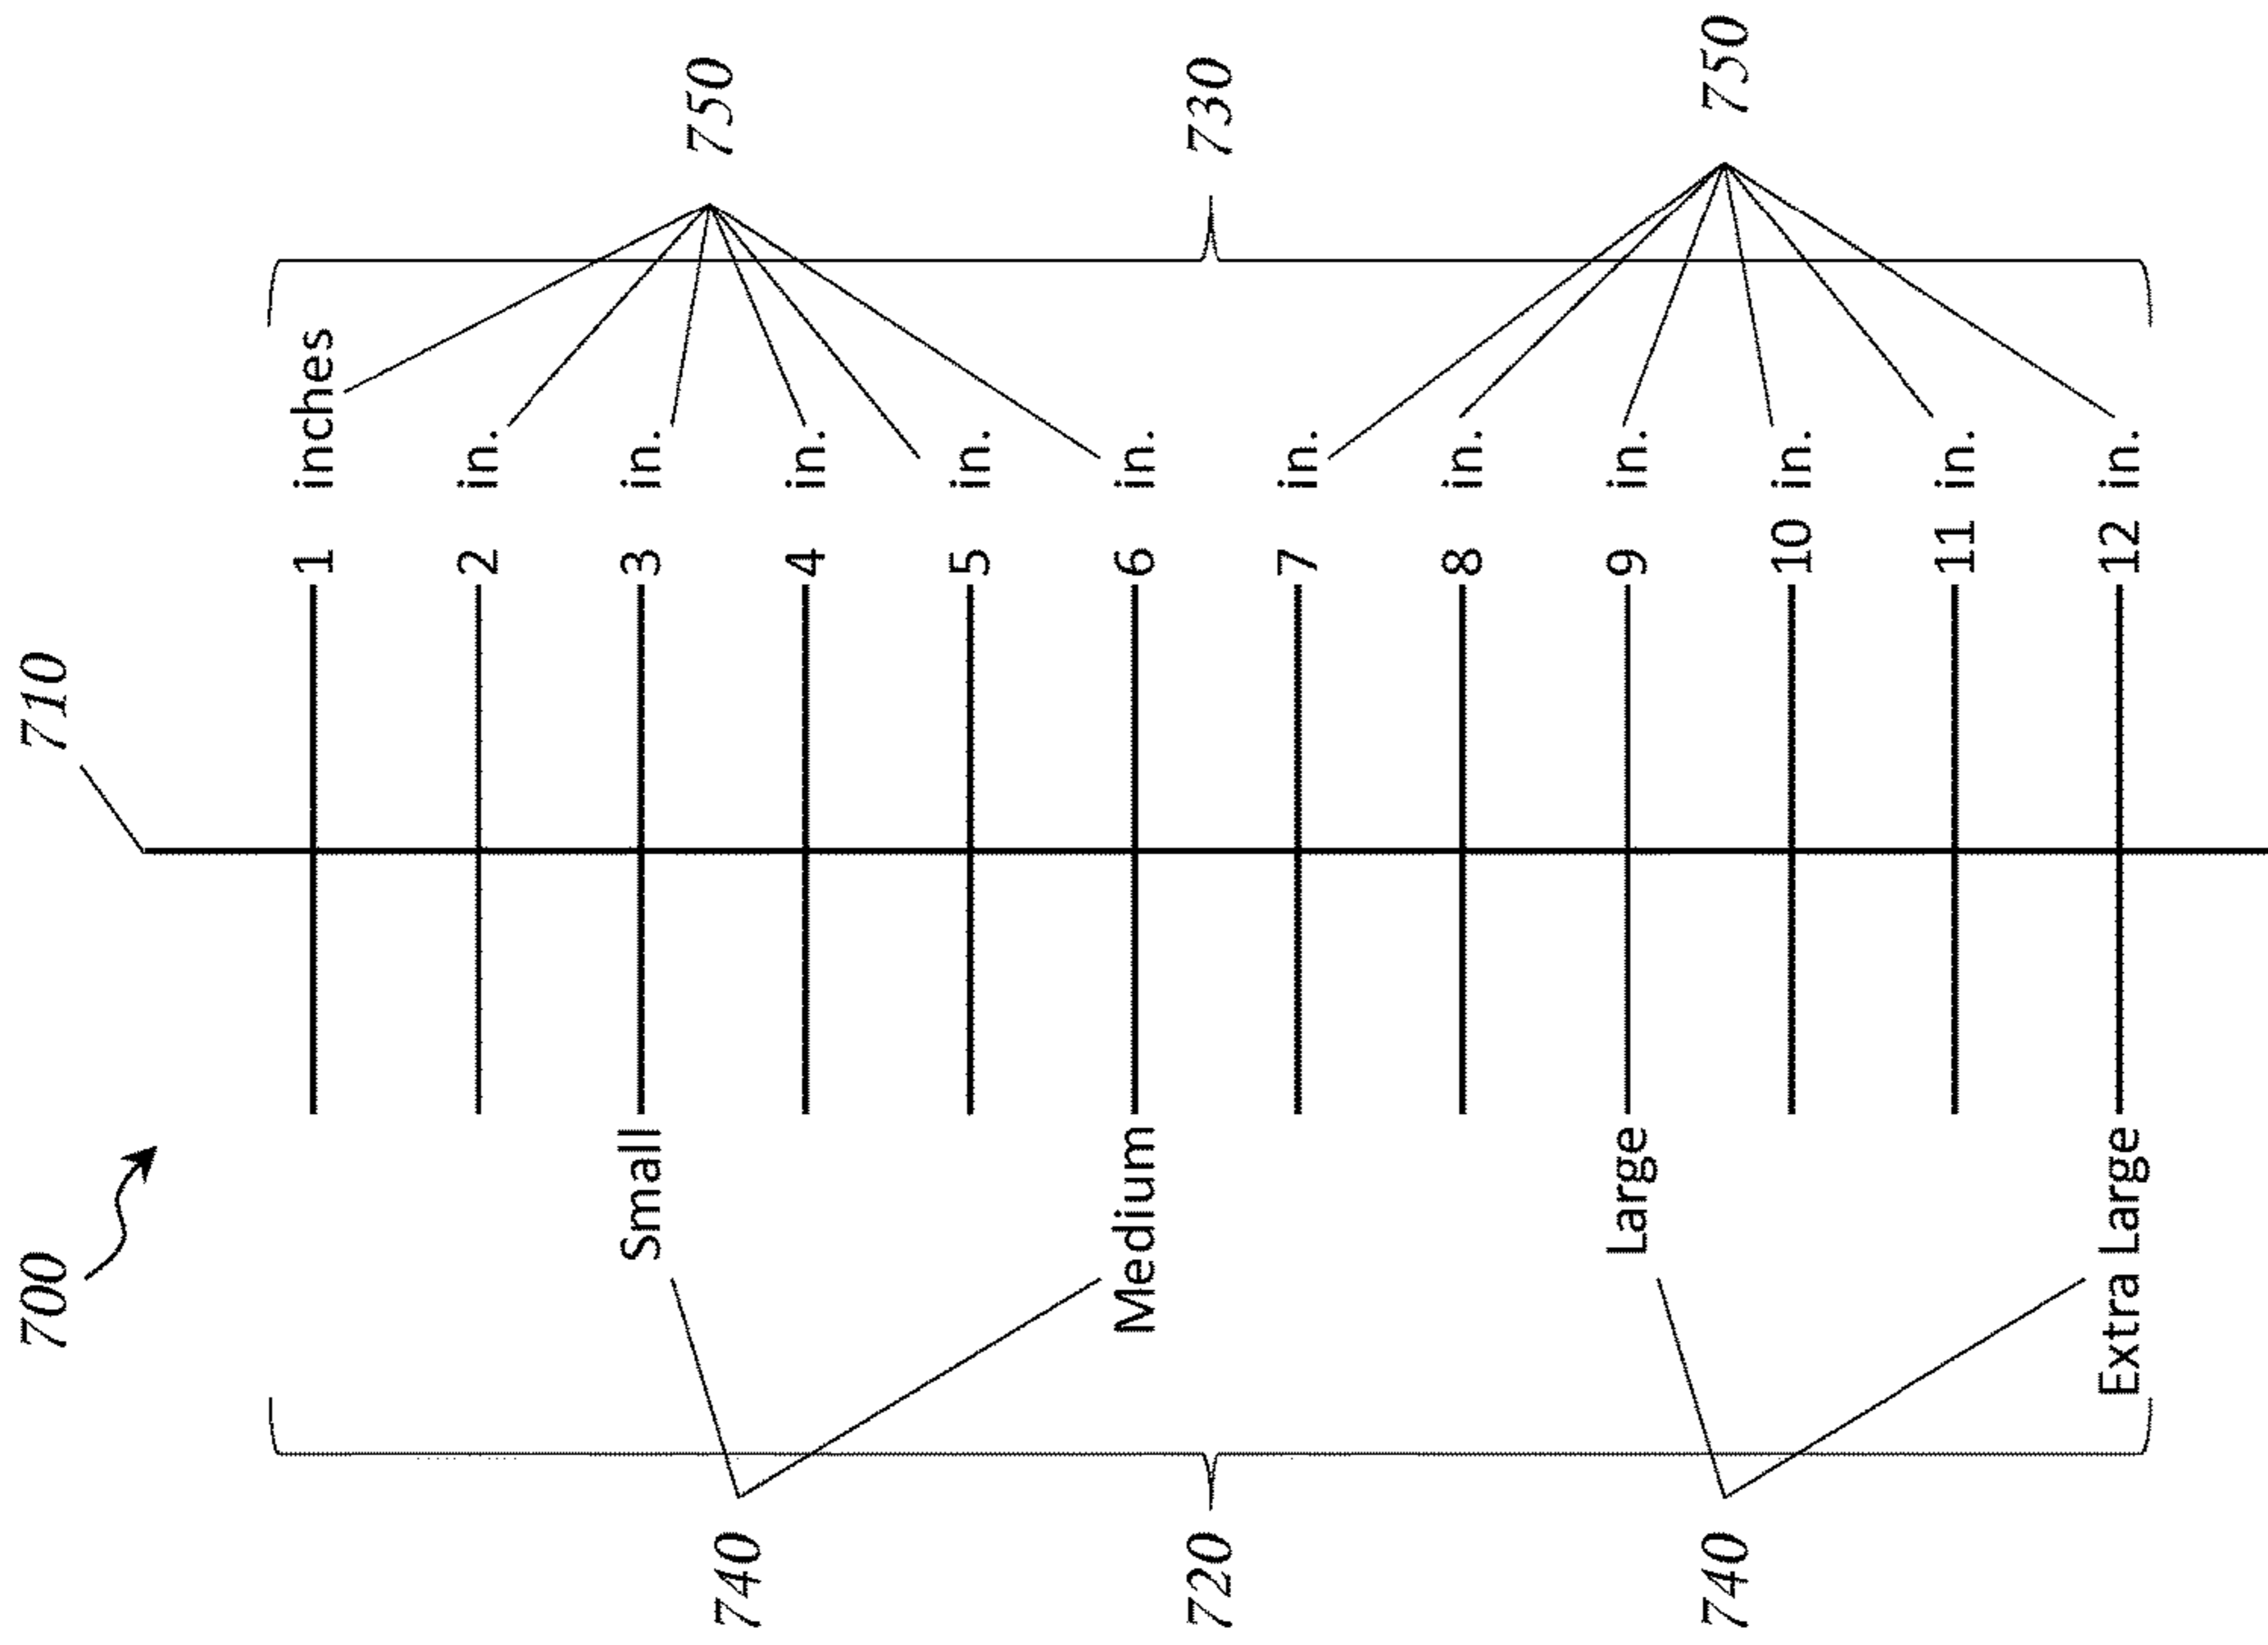 700 710
1 inches
2 in.
Small 3 in.
740 750
4 in.
5 in.
Medium 6 in.
720 730
7 in.
8 in.
Large 9 in.
740 750
10 in.
11 in.
Extra Large 12 in.